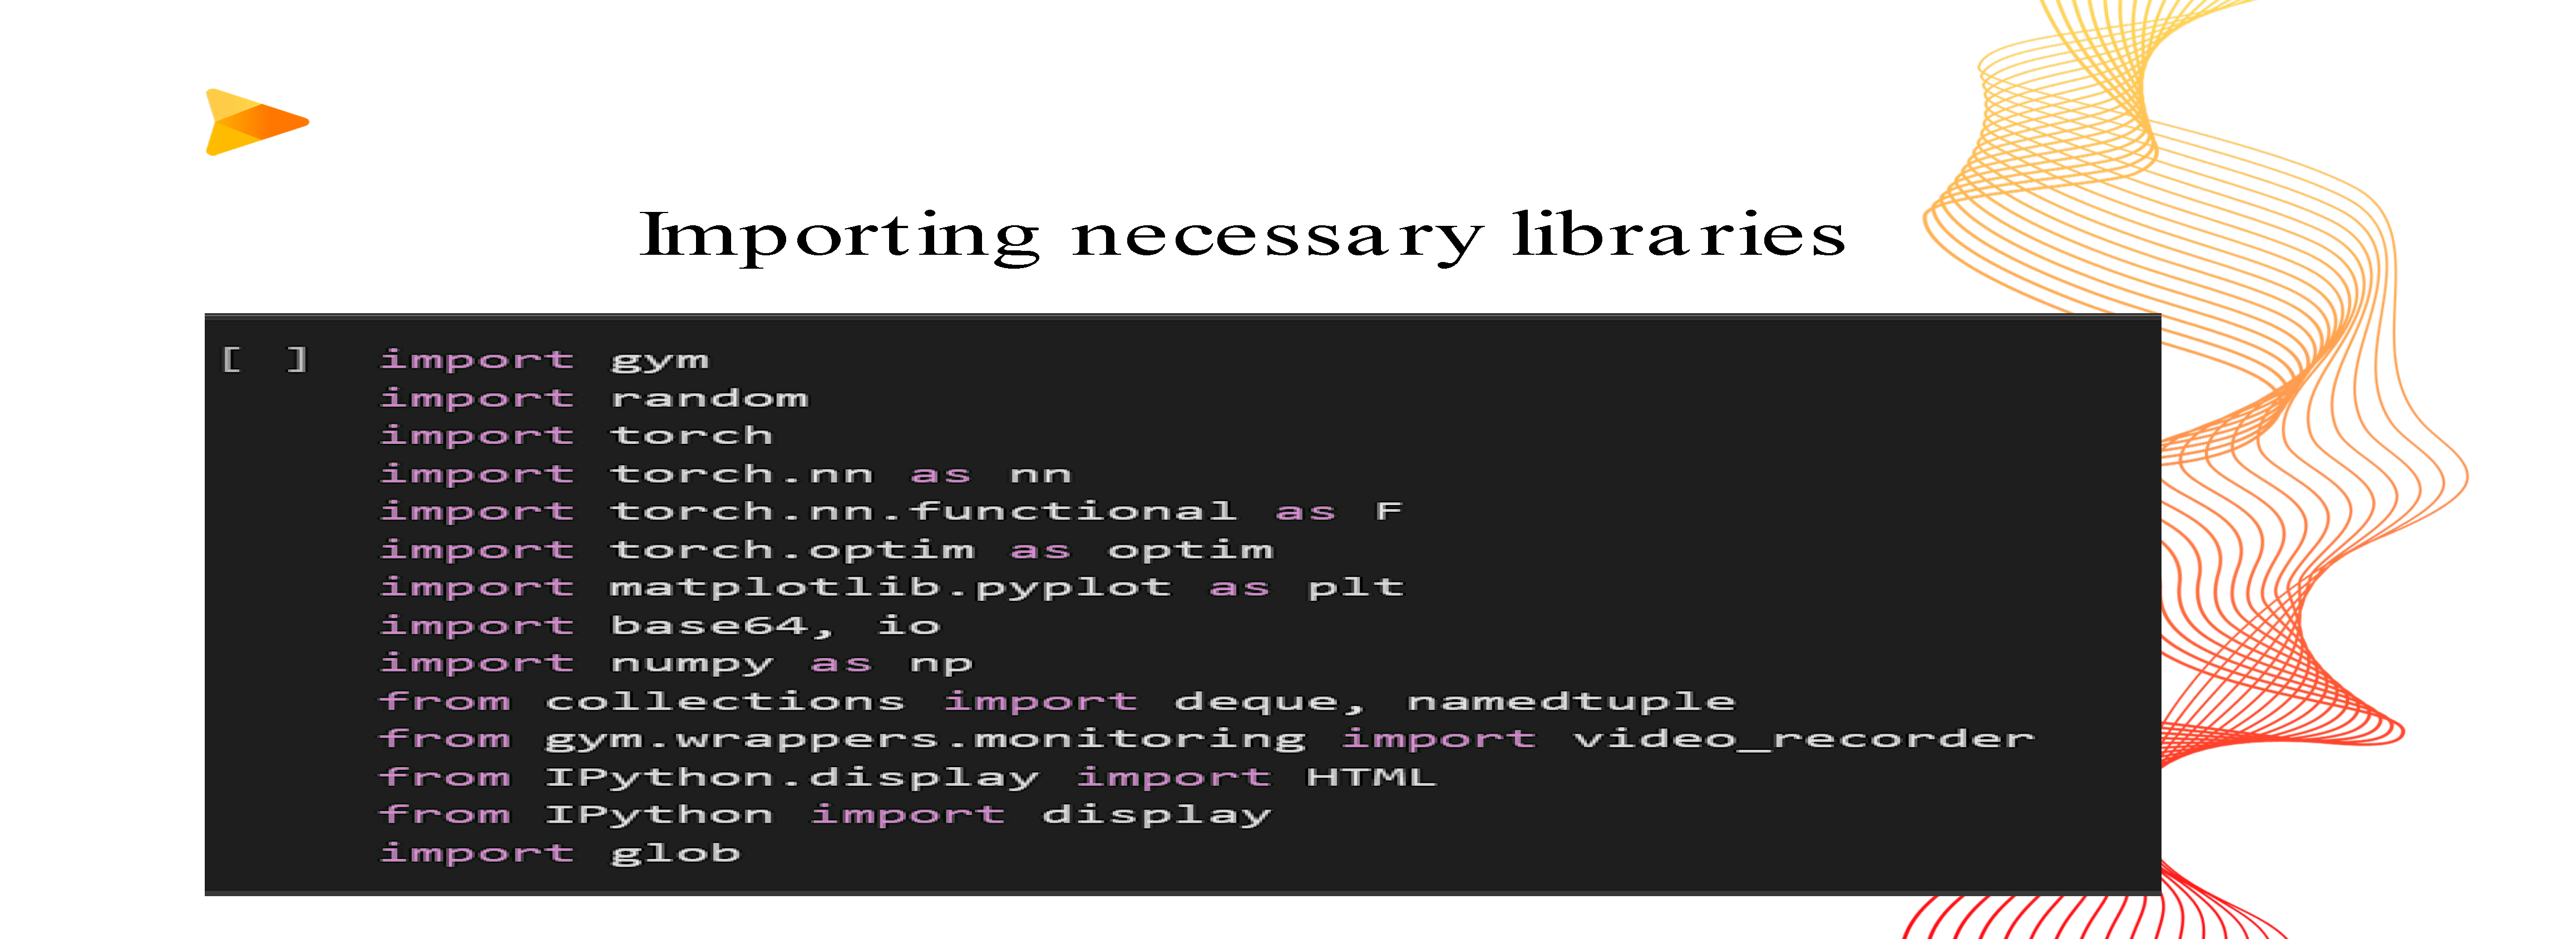 Importing necessary libraries
[ ] import gym
import random
import torch
import torch.nn as nn
import torch.nn.functional as F
import torch.optim as optim
import matplotlib.pyplot as plt
import base64, io
import numpy as np
from collections import deque, namedtuple
from gym.wrappers.monitoring import video_recorder
from IPython.display import HTML
from IPython import display
import glob